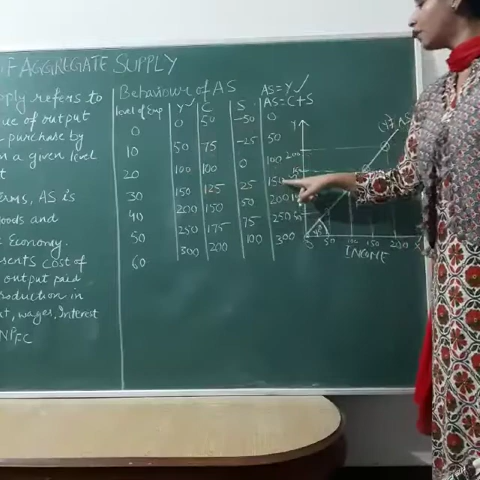 F AGGREGATE SUPPLY
pply refers to
ue of output
purchase by
a given level
t
erms, AS is
oods and
Economy.
sents cost of
output paid
roduction in
t, wages, Interest
NPFC
Behaviour of AS
AS = Y ✓
level of Emp Y ✓ C S AS = C+S
0 0 50 -50 0
10 50 75 -25 50
20 100 100 0 100
30 150 125 25 150
40 200 150 50 200
50 250 175 75 250
60 300 200 100 300
Y
AS
200
45°
0 50 100 150 200 X
INCOME